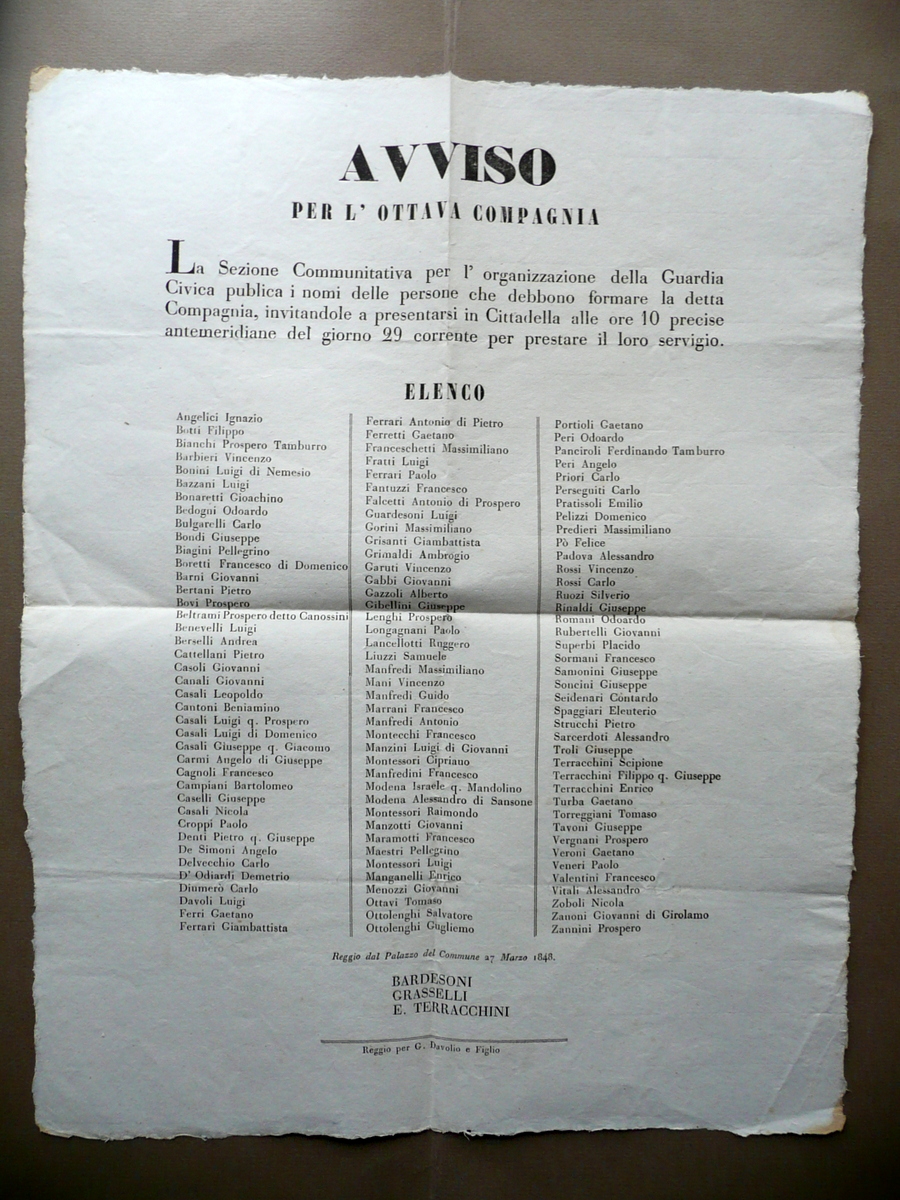 AVVISO
PER L' OTTAVA COMPAGNIA
La Sezione Communitativa per l' organizzazione della Guardia
Civica publica i nomi delle persone che debbono formare la detta
Compagnia, invitandole a presentarsi in Cittadella alle ore 10 precise
antemeridiane del giorno 29 corrente per prestare il loro servigio.
ELENCO
Angelici Ignazio
Botti Filippo
Bianchi Prospero Tamburro
Barbieri Vincenzo
Bonini Luigi di Nemesio
Bazzani Luigi
Bonaretti Gioachino
Bedogni Odoardo
Bulgarelli Carlo
Bondi Giuseppe
Biagini Pellegrino
Boretti Francesco di Domenico
Barni Giovanni
Bertani Pietro
Bovi Prospero
Beltrami Prospero detto Canossini
Benevelli Luigi
Berselli Andrea
Cattellani Pietro
Casoli Giovanni
Canali Giovanni
Casali Leopoldo
Cantoni Beniamino
Casali Luigi q. Prospero
Casali Luigi di Domenico
Casali Giuseppe q. Giacomo
Carmi Angelo di Giuseppe
Cagnoli Francesco
Campiani Bartolomeo
Caselli Giuseppe
Casali Nicola
Croppi Paolo
Denti Pietro q. Giuseppe
De Simoni Angelo
Delvecchio Carlo
D' Odiardi Demetrio
Diumerò Carlo
Davoli Luigi
Ferri Gaetano
Ferrari Giambattista
Ferrari Antonio di Pietro
Ferretti Gaetano
Franceschetti Massimiliano
Fratti Luigi
Ferrari Paolo
Fantuzzi Francesco
Falcetti Antonio di Prospero
Guardesoni Luigi
Gorini Massimiliano
Grisanti Giambattista
Grimaldi Ambrogio
Garuti Vincenzo
Gabbi Giovanni
Gazzoli Alberto
Gibellini Giuseppe
Lenghi Prospero
Longagnani Paolo
Lancellotti Ruggero
Liuzzi Samuele
Manfredi Massimiliano
Mani Vincenzo
Manfredi Guido
Marrani Francesco
Manfredi Antonio
Montecchi Francesco
Manzini Luigi di Giovanni
Montessori Cipriano
Manfredini Francesco
Modena Israele q. Mandolino
Modena Alessandro di Sansone
Montessori Raimondo
Manzotti Giovanni
Maramotti Francesco
Maestri Pellegrino
Montessori Luigi
Manganelli Enrico
Menozzi Giovanni
Ottavi Tomaso
Ottolenghi Salvatore
Ottolenghi Guglielmo
Portioli Gaetano
Peri Odoardo
Panciroli Ferdinando Tamburro
Peri Angelo
Priori Carlo
Perseguiti Carlo
Pratissoli Emilio
Pelizzi Domenico
Predieri Massimiliano
Pò Felice
Padova Alessandro
Rossi Vincenzo
Rossi Carlo
Ruozi Silverio
Rinaldi Giuseppe
Romani Odoardo
Rubertelli Giovanni
Superbi Placido
Sormani Francesco
Samonini Giuseppe
Soncini Giuseppe
Seidenari Contardo
Spaggiari Eleuterio
Strucchi Pietro
Sarcerdoti Alessandro
Troli Giuseppe
Terracchini Scipione
Terracchini Filippo q. Giuseppe
Terracchini Enrico
Turba Gaetano
Torreggiani Tomaso
Tavoni Giuseppe
Vergnani Prospero
Veroni Gaetano
Veneri Paolo
Valentini Francesco
Vitali Alessandro
Zoboli Nicola
Zanoni Giovanni di Girolamo
Zannini Prospero
Reggio dal Palazzo del Commune 27 Marzo 1848.
BARDESONI
GRASSELLI
E. TERRACCHINI
Reggio per G. Davolio e Figlio